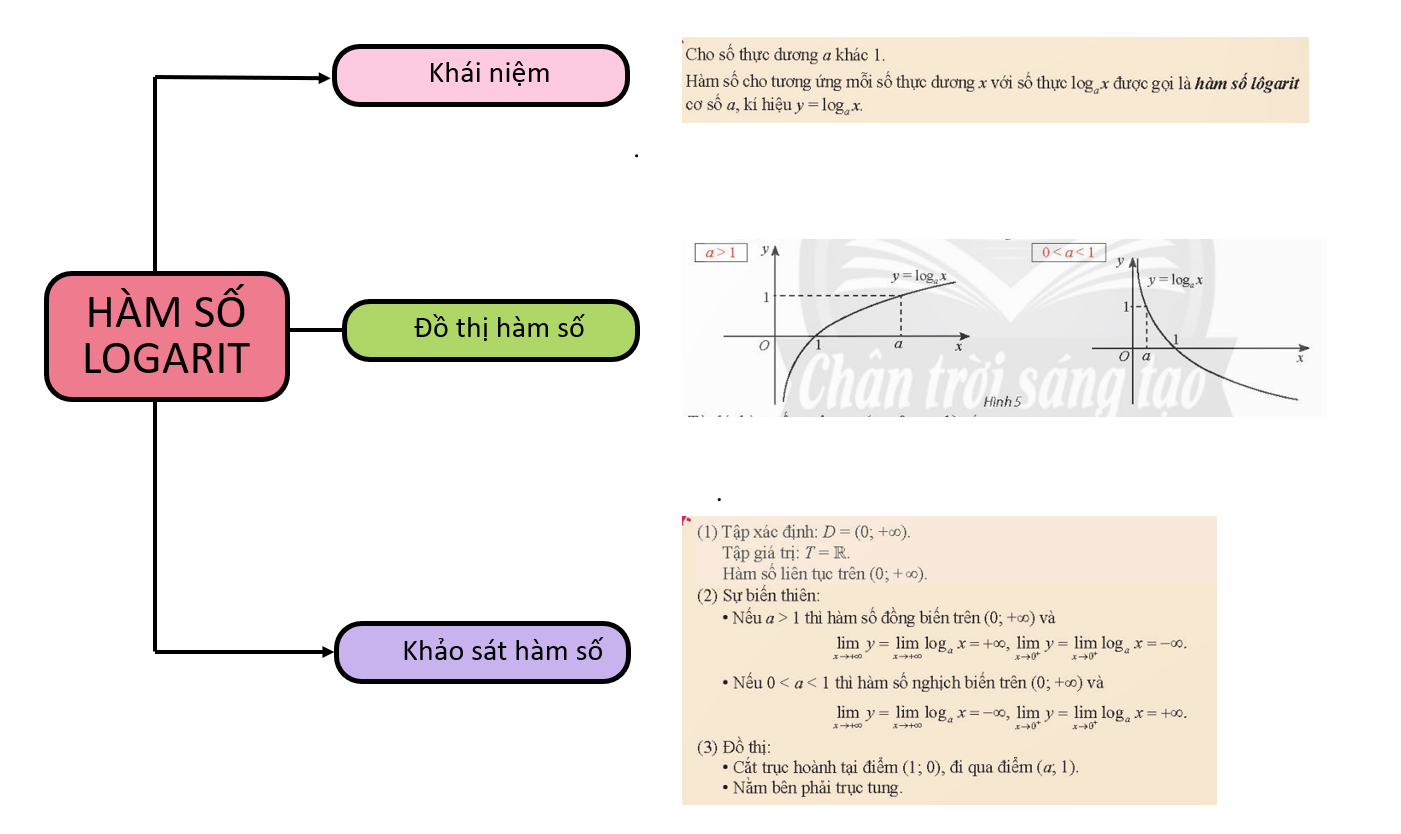 Khái niệm
Cho số thực dương a khác 1.
Hàm số cho tương ứng mỗi số thực dương x với số thực logₐx được gọi là hàm số lôgarit
cơ số a, kí hiệu y = logₐx.
.
HÀM SỐ
LOGARIT
Đồ thị hàm số
a > 1
y
y = logₐx
1
O
1
a
x
0 < a < 1
y
y = logₐx
1
1
O
a
x
Chân trời sáng tạo
Hình 5
.
Khảo sát hàm số
(1) Tập xác định: D = (0; +∞).
Tập giá trị: T = ℝ.
Hàm số liên tục trên (0; +∞).
(2) Sự biến thiên:
• Nếu a > 1 thì hàm số đồng biến trên (0; +∞) và
lim x→+∞ y = lim x→+∞ logₐ x = +∞, lim x→0⁺ y = lim x→0⁺ logₐ x = −∞.
• Nếu 0 < a < 1 thì hàm số nghịch biến trên (0; +∞) và
lim x→+∞ y = lim x→+∞ logₐ x = −∞, lim x→0⁺ y = lim x→0⁺ logₐ x = +∞.
(3) Đồ thị:
• Cắt trục hoành tại điểm (1; 0), đi qua điểm (a; 1).
• Nằm bên phải trục tung.